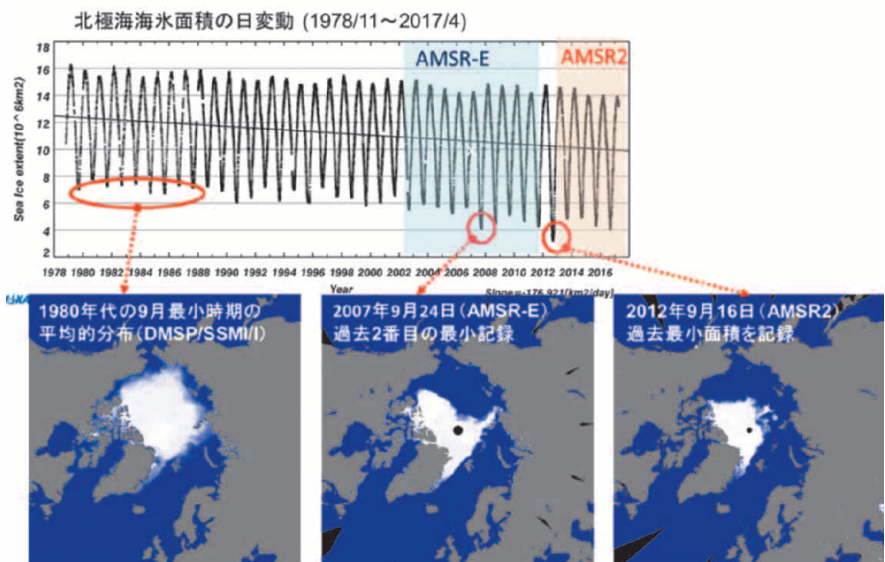 北極海海氷面積の日変動 (1978/11～2017/4)
AMSR-E
AMSR2
18
16
14
12
10
8
6
4
2
Sea Ice extent(10^6km2)
1978 1980 1982 1984 1986 1988 1990 1992 1994 1996 1998 2000 2002 2004 2006 2008 2010 2012 2014 2016
Year
Slope=-176.921[km2/day]
1980年代の9月最小時期の
平均的分布(DMSP/SSMI/I)
2007年9月24日(AMSR-E)
過去2番目の最小記録
2012年9月16日(AMSR2)
過去最小面積を記録